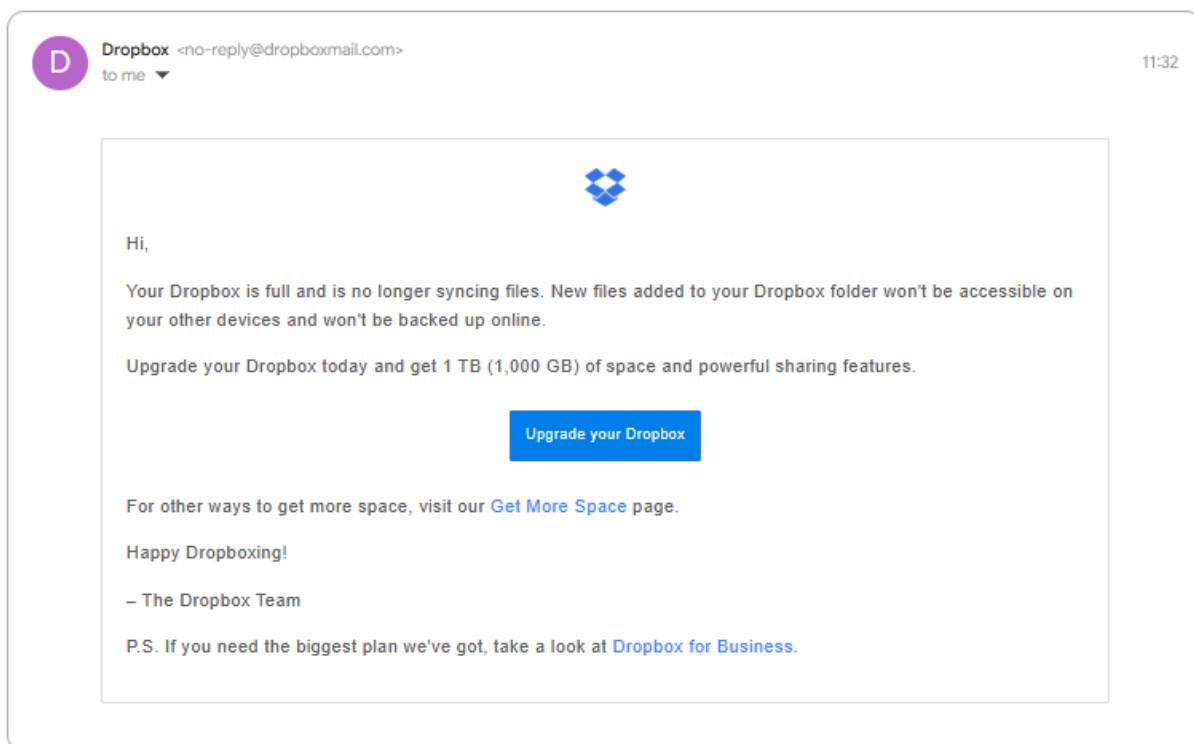 D
Dropbox <no-reply@dropboxmail.com>
to me
11:32
Hi,
Your Dropbox is full and is no longer syncing files. New files added to your Dropbox folder won't be accessible on
your other devices and won't be backed up online.
Upgrade your Dropbox today and get 1 TB (1,000 GB) of space and powerful sharing features.
Upgrade your Dropbox
For other ways to get more space, visit our Get More Space page.
Happy Dropboxing!
– The Dropbox Team
P.S. If you need the biggest plan we've got, take a look at Dropbox for Business.